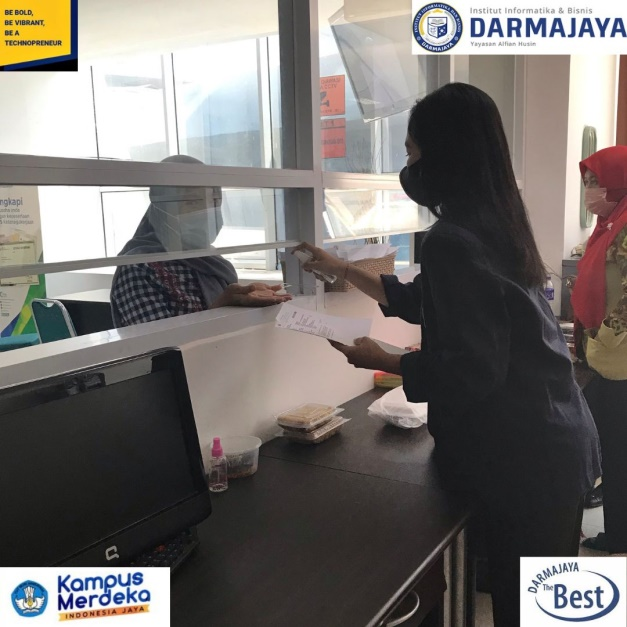 BE BOLD,
BE VIBRANT,
BE A
TECHNOPRENEUR
Institut Informatika & Bisnis
DARMAJAYA
Yayasan Alfian Husin
DARMAJAYA
Kampus
Merdeka
INDONESIA JAYA
DARMAJAYA
The
Best